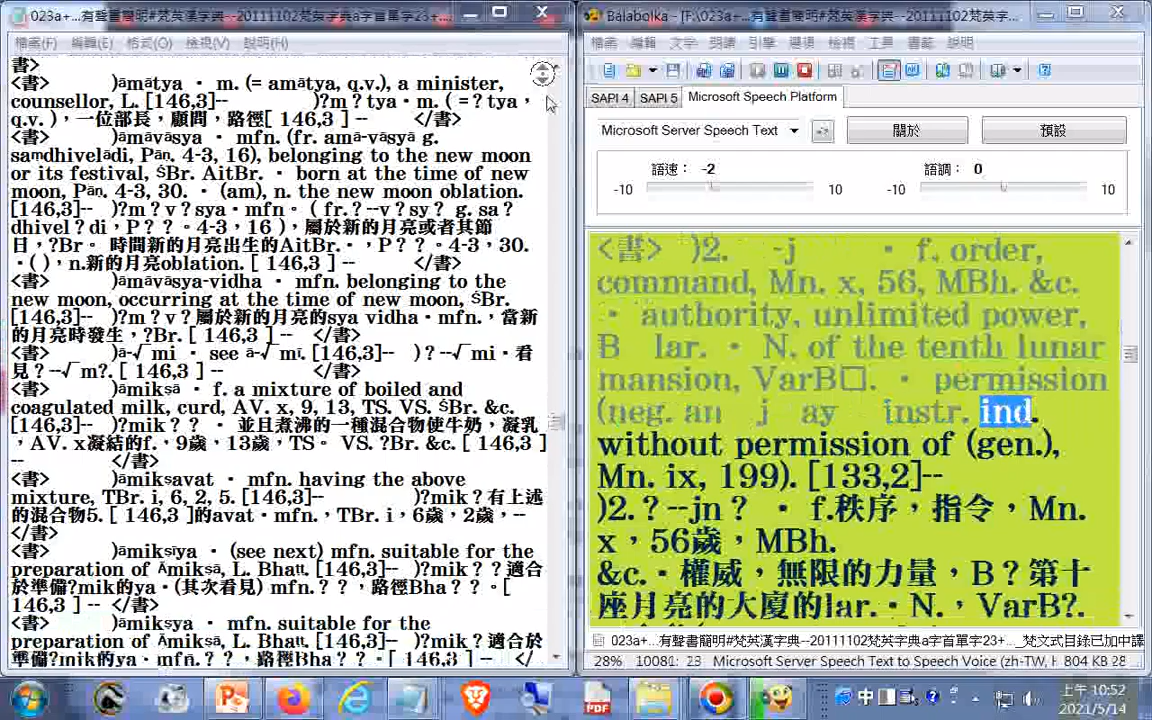 023a+...有聲書簡明#梵英漢字典--20111102梵英字典a字首單字23+...
檔案(F) 編輯(E) 格式(O) 檢視(V) 說明(H)
書>
<書> )āmātya ‧ m. (= amātya, q.v.), a minister,
counsellor, L. [146,3]-- )?m？tya‧m. ( =？tya，
q.v. )，一位部長，顧問，路徑[ 146,3 ] -- </書>
<書> )āmāvāsya ‧ mfn. (fr. amā-vāsyā g.
saṃdhivelādi, Pāṇ. 4-3, 16), belonging to the new moon
or its festival, ŚBr. AitBr. ‧ born at the time of new
moon, Pāṇ. 4-3, 30. ‧ (am), n. the new moon oblation.
[146,3]-- )?m？v？sya‧mfn。 ( fr.？--v？sy？ g. sa？
dhivel？di，P？？。4-3，16 )，屬於新的月亮或者其節
日，?Br。 時間新的月亮出生的AitBr.‧，P？？。4-3，30.
‧( )，n.新的月亮oblation. [ 146,3 ] -- </書>
<書> )āmāvāsya-vidha ‧ mfn. belonging to the
new moon, occurring at the time of new moon, ŚBr.
[146,3]-- )?m？v？屬於新的月亮的sya vidha‧mfn.，當新
的月亮時發生，?Br. [ 146,3 ] -- </書>
<書> )ā-√mi ‧ see ā-√mī. [146,3]-- )？--√mi‧看
見？--√m?. [ 146,3 ] -- </書>
<書> )āmikṣā ‧ f. a mixture of boiled and
coagulated milk, curd, AV. x, 9, 13, TS. VS. ŚBr. &c.
[146,3]-- )?mik？？‧ 並且煮沸的一種混合物使牛奶，凝乳
，AV. x凝結的f.，9歲，13歲，TS。 VS. ?Br. &c. [ 146,3 ]
-- </書>
<書> )āmikṣavat ‧ mfn. having the above
mixture, TBr. i, 6, 2, 5. [146,3]-- )?mik？有上述
的混合物5. [ 146,3 ]的avat‧mfn.，TBr. i，6歲，2歲，--
</書>
<書> )āmikṣīya ‧ (see next) mfn. suitable for the
preparation of Āmikṣā, L. Bhaṭṭ. [146,3]-- )?mik？？適合
於準備?mik的ya‧(其次看見) mfn.？？，路徑Bha？？。[
146,3 ] -- </書>
<書> )āmikṣya ‧ mfn. suitable for the
preparation of Āmikṣā, L. Bhaṭṭ. [146,3]-- )?mik？適合於
準備?mik的ya‧mfn.？？，路徑Bha？？‧[ 146,3 ] -- </
Balabolka - [F:\023a+...有聲書簡明#梵英漢字典--20111102梵英字...
檔案 編輯 文字 朗讀 引擎 選項 檢視 工具 書籤 說明
SAPI 4 SAPI 5 Microsoft Speech Platform
Microsoft Server Speech Text 關於 預設
語速： -2 語調： 0
-10 10 -10 10
<書> )2. -j ‧ f. order,
command, Mn. x, 56, MBh. &c.
‧ authority, unlimited power,
B lar. ‧ N. of the tenth lunar
mansion, VarB□. ‧ permission
(neg. an j ay instr. ind.
without permission of (gen.),
Mn. ix, 199). [133,2]--
)2.？--jn？ ‧ f.秩序，指令，Mn.
x，56歲，MBh.
&c.‧權威，無限的力量，B？第十
座月亮的大廈的lar.‧N.，VarB?.
023a+...有聲書簡明#梵英漢字典--20111102梵英字典a字首單字23+..._梵文式目錄已加中譯
28% 10081: 23 Microsoft Server Speech Text to Speech Voice (zh-TW, H 804 KB 28
中
上午 10:52
2021/5/14